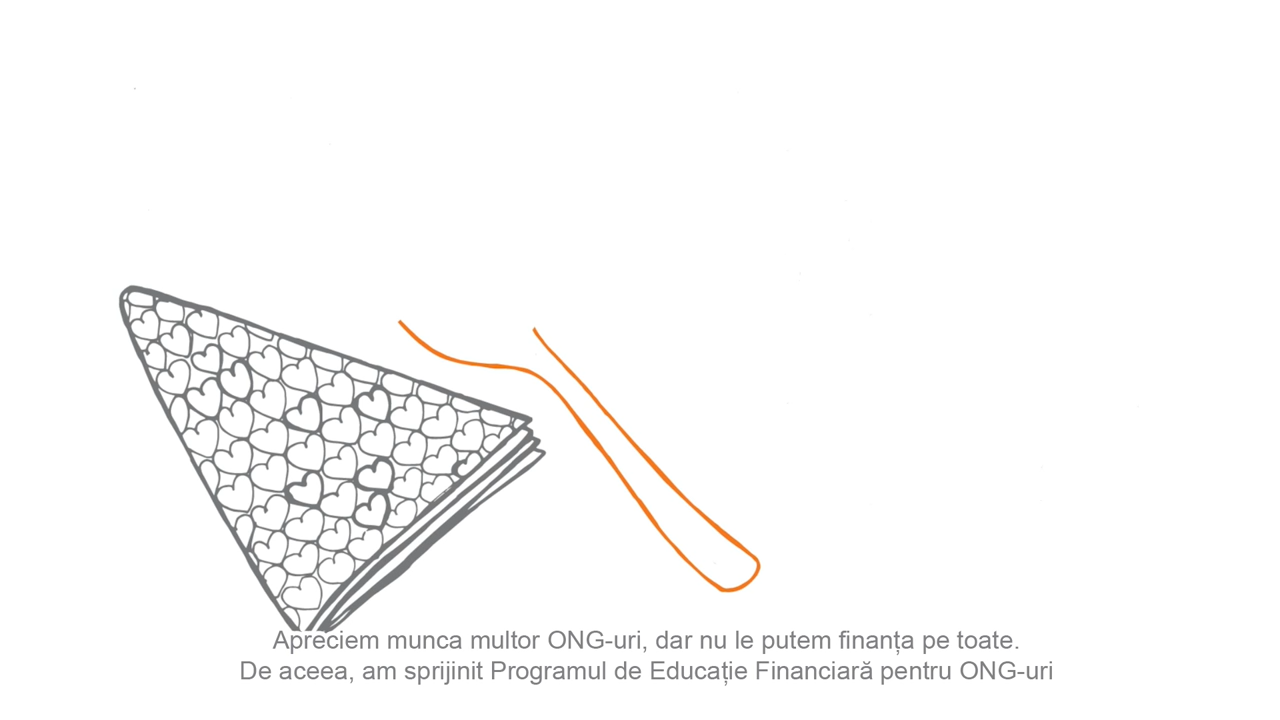 Apreciem munca multor ONG-uri, dar nu le putem finanța pe toate.
De aceea, am sprijinit Programul de Educație Financiară pentru ONG-uri